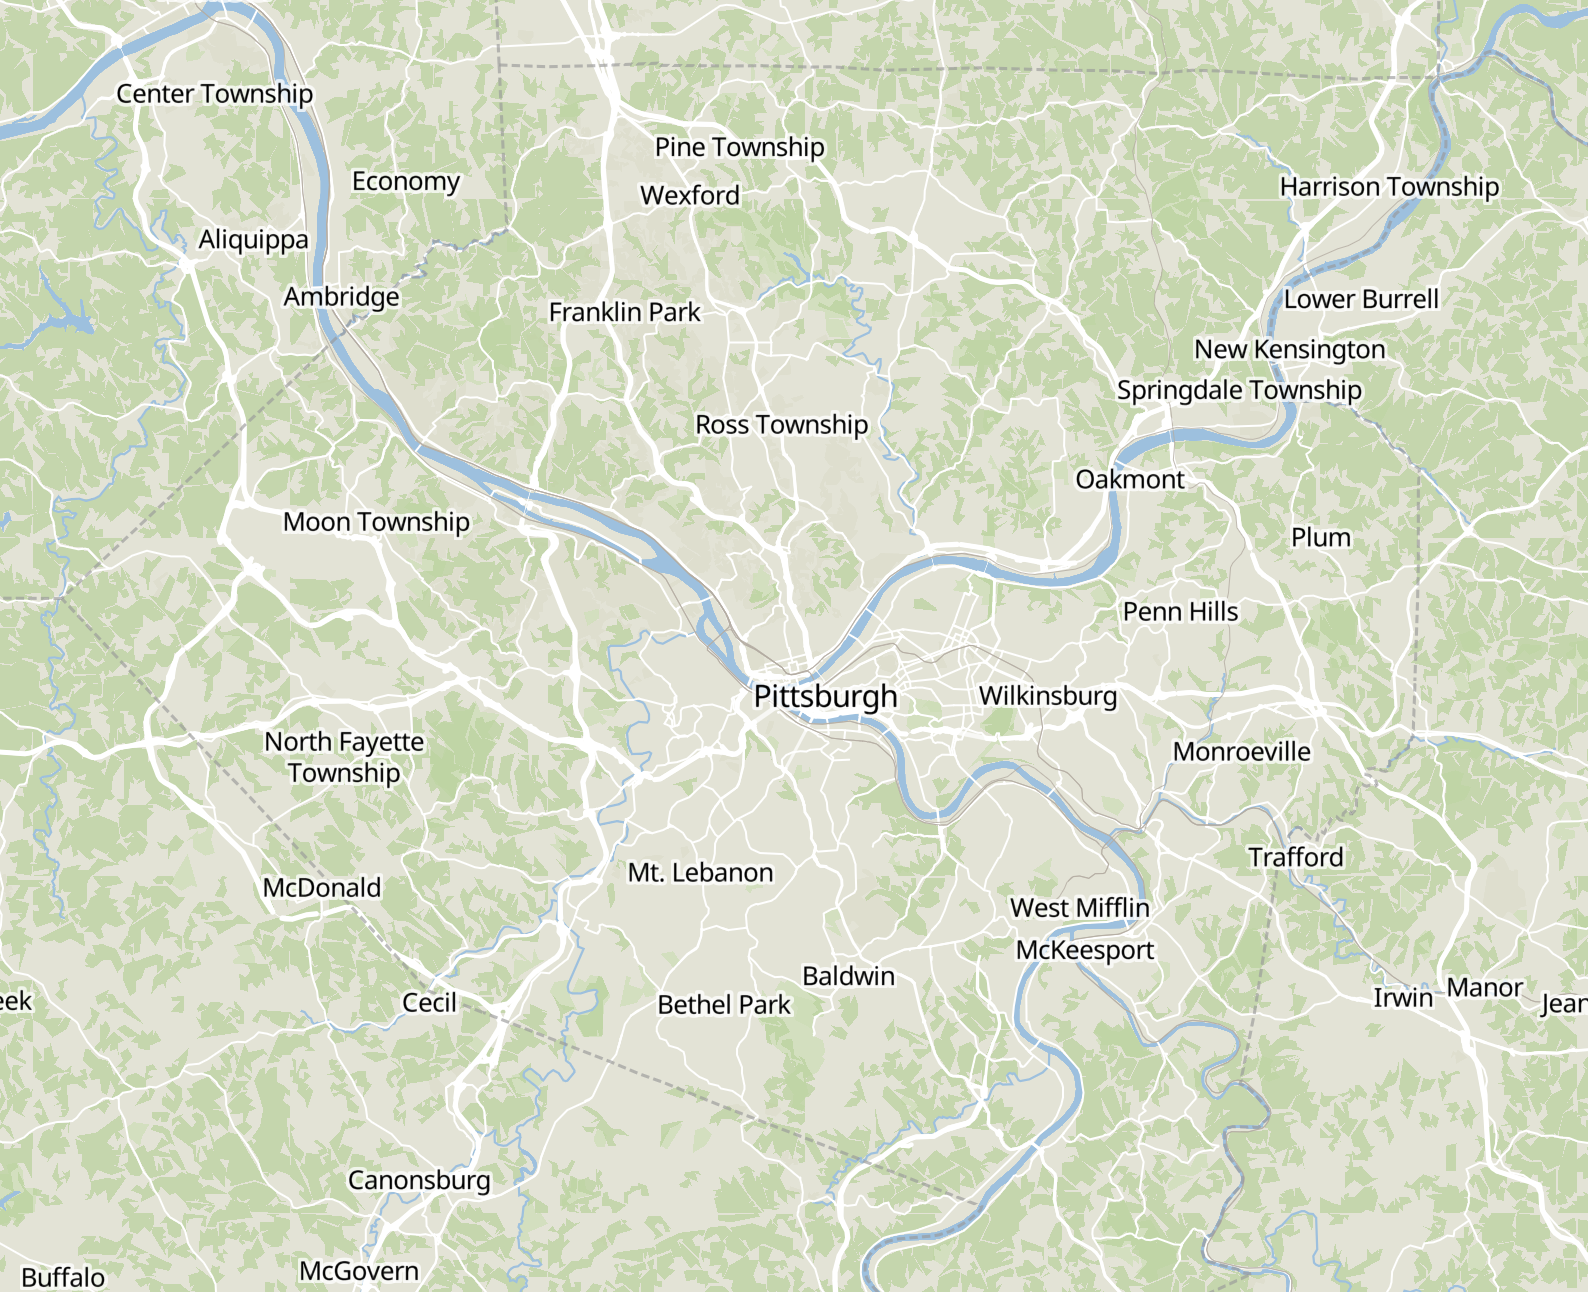 Center Township
Pine Township
Economy
Wexford
Harrison Township
Aliquippa
Ambridge
Lower Burrell
Franklin Park
New Kensington
Springdale Township
Ross Township
Oakmont
Moon Township
Plum
Penn Hills
Pittsburgh
Wilkinsburg
North Fayette
Township
Monroeville
Trafford
Mt. Lebanon
McDonald
West Mifflin
McKeesport
Baldwin
Manor
Irwin
eek
Cecil
Bethel Park
Jean
Canonsburg
McGovern
Buffalo